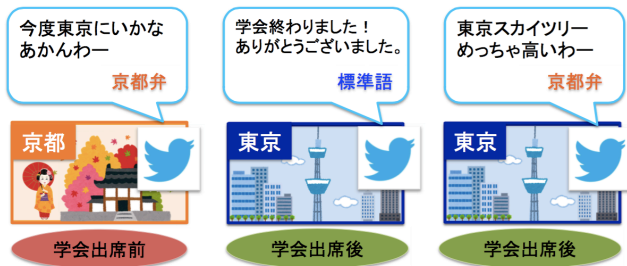 今度東京にいかな
あかんわー
京都弁
京都
学会出席前
学会終わりました！
ありがとうございました。
標準語
東京
学会出席後
東京スカイツリー
めっちゃ高いわー
京都弁
東京
学会出席後